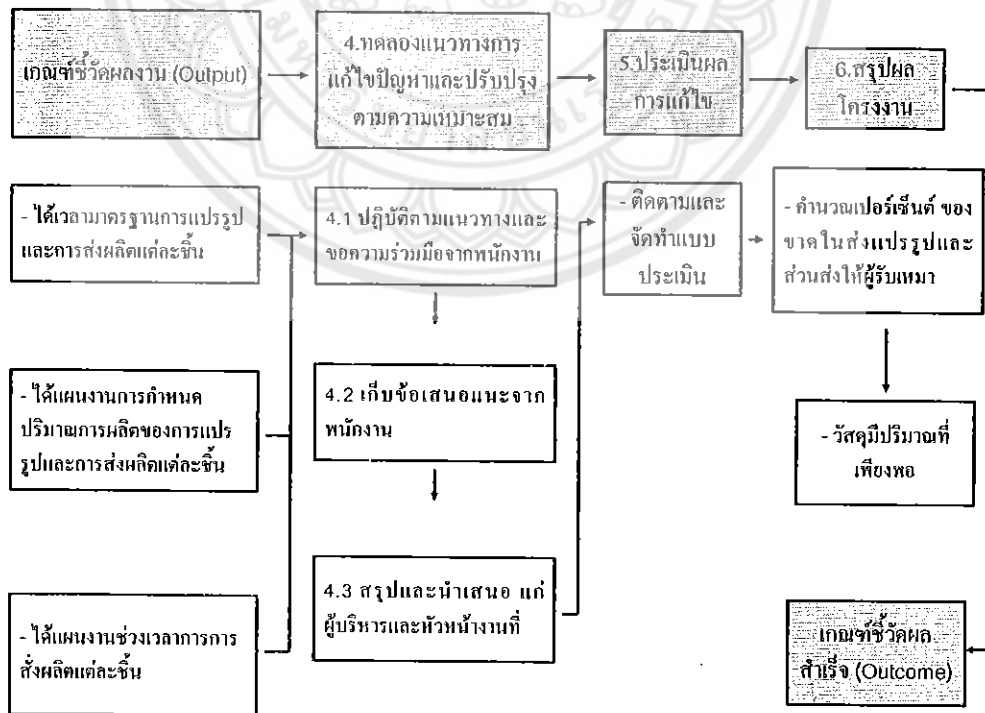 เกณฑ์ชี้วัดผลงาน (Output)
4.ทดลองแนวทางการ
แก้ไขปัญหาและปรับปรุง
ตามความเหมาะสม
5.ประเมินผล
การแก้ไข
6.สรุปผล
โครงงาน
- ได้เวลามาตรฐานการแปรรูป
และการส่งผลิตแต่ละชิ้น
4.1 ปฏิบัติตามแนวทางและ
ขอความร่วมมือจากพนักงาน
- ติดตามและ
จัดทำแบบ
ประเมิน
- คำนวณเปอร์เซ็นต์ ของ
ขาดในส่งแปรรูปและ
ส่วนส่งให้ผู้รับเหมา
- ได้แผนงานการกำหนด
ปริมาณการผลิตของการแปร
รูปและการส่งผลิตแต่ละชิ้น
4.2 เก็บข้อเสนอแนะจาก
พนักงาน
- วัสดุมีปริมาณที่
เพียงพอ
- ได้แผนงานช่วงเวลาการการ
สั่งผลิตแต่ละชิ้น
4.3 สรุปและนำเสนอ แก่
ผู้บริหารและหัวหน้างานที่
เกณฑ์ชี้วัดผล
สำเร็จ (Outcome)